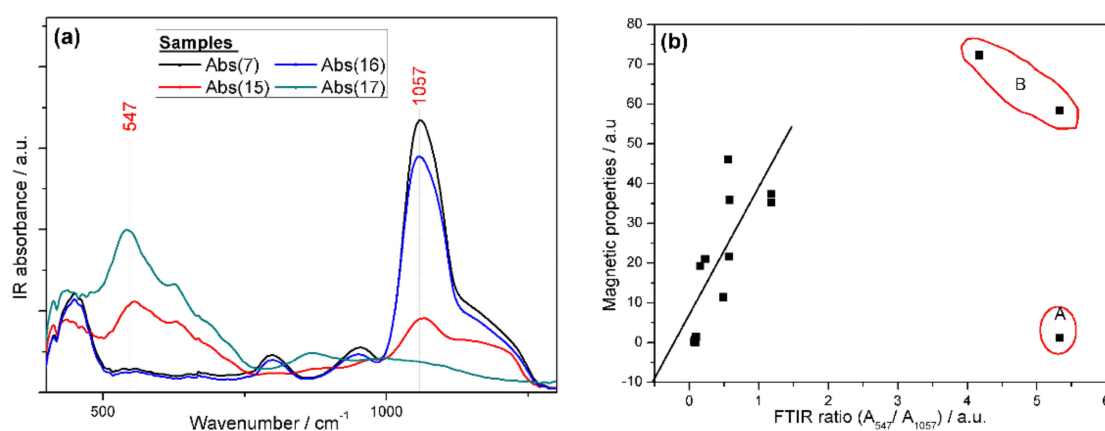 (a)
Samples
Abs(7) Abs(16)
Abs(15) Abs(17)
547
1057
IR absorbance / a.u.
500 1000
Wavenumber / cm⁻¹
(b)
80
70
60
50
40
30
20
10
0
-10
Magnetic properties / a.u
B
A
0 1 2 3 4 5 6
FTIR ratio (A₅₄₇/ A₁₀₅₇) / a.u.